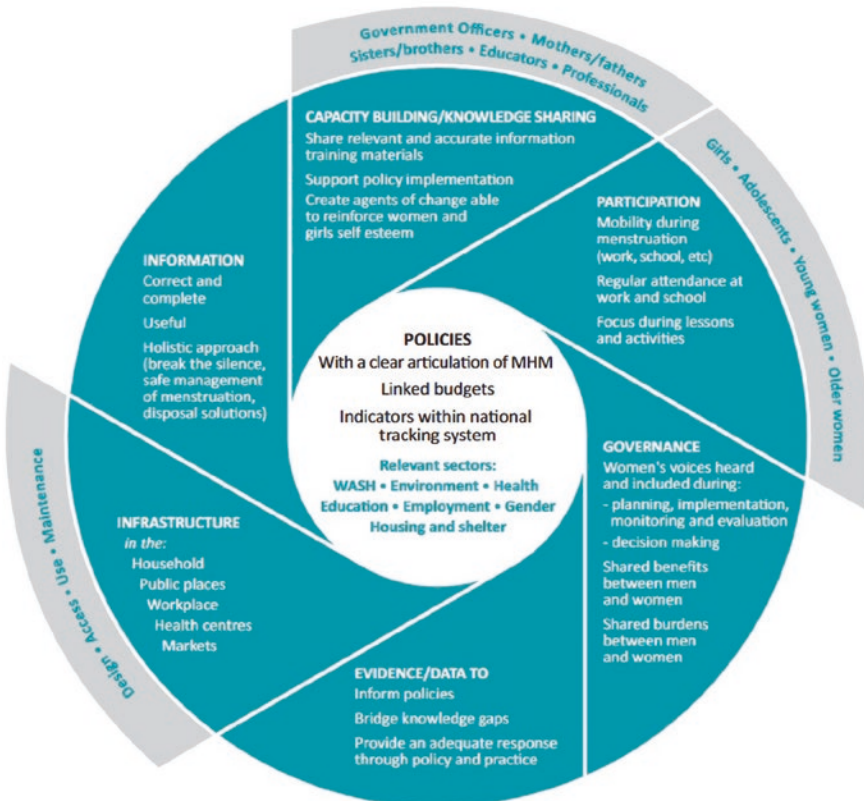 Government Officers • Mothers/fathers
Sisters/brothers • Educators • Professionals
CAPACITY BUILDING/KNOWLEDGE SHARING
Share relevant and accurate information
training materials
Support policy implementation
Create agents of change able
to reinforce women and
girls self esteem
Girls • Adolescents • Young women • Older women
PARTICIPATION
Mobility during
menstruation
(work, school, etc)
Regular attendance at
work and school
Focus during lessons
and activities
INFORMATION
Correct and
complete
Useful
Holistic approach
(break the silence,
safe management
of menstruation,
disposal solutions)
POLICIES
With a clear articulation of MHM
Linked budgets
Indicators within national
tracking system
Relevant sectors:
WASH • Environment • Health
Education • Employment • Gender
Housing and shelter
GOVERNANCE
Women's voices heard
and included during:
- planning, implementation,
monitoring and evaluation
- decision making
Shared benefits
between men
and women
Shared burdens
between men
and women
Design • Access • Use • Maintenance
INFRASTRUCTURE
in the:
Household
Public places
Workplace
Health centres
Markets
EVIDENCE/DATA TO
Inform policies
Bridge knowledge gaps
Provide an adequate response
through policy and practice